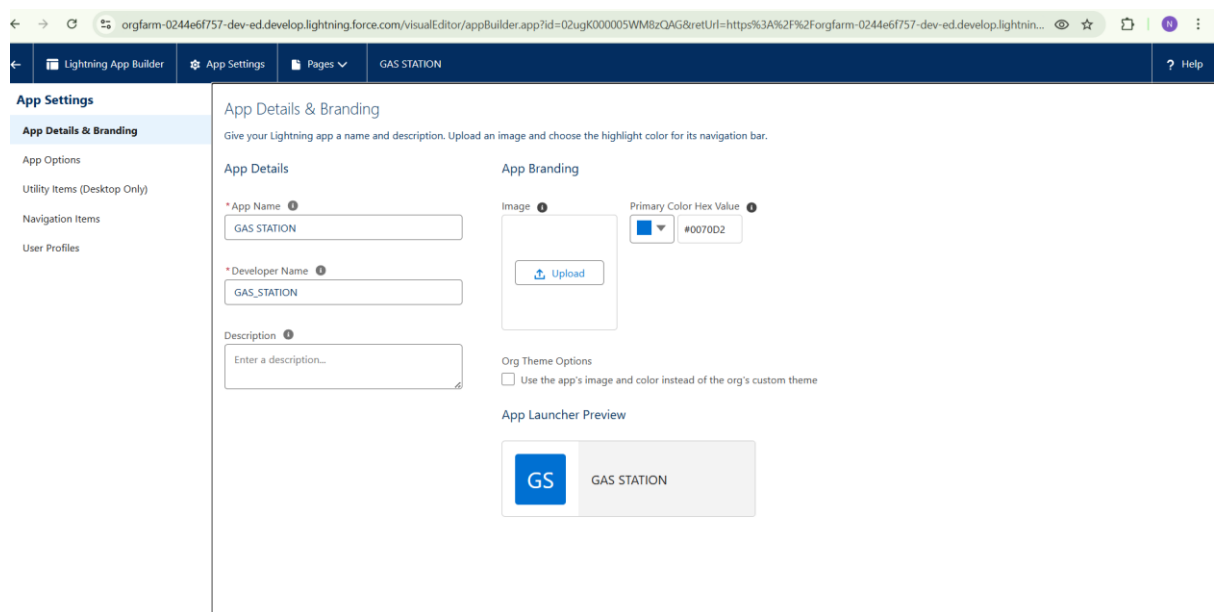 orgfarm-0244e6f757-dev-ed.develop.lightning.force.com/visualEditor/appBuilder.app?id=02ugK000005WM8zQAG&retUrl=https%3A%2F%2Forgfarm-0244e6f757-dev-ed.develop.lightnin...
N
Lightning App Builder
App Settings
Pages
GAS STATION
? Help
App Settings
App Details & Branding
App Options
Utility Items (Desktop Only)
Navigation Items
User Profiles
App Details & Branding
Give your Lightning app a name and description. Upload an image and choose the highlight color for its navigation bar.
App Details
*App Name
GAS STATION
*Developer Name
GAS_STATION
Description
Enter a description...
App Branding
Image
Upload
Primary Color Hex Value
#0070D2
Org Theme Options
Use the app's image and color instead of the org's custom theme
App Launcher Preview
GS
GAS STATION